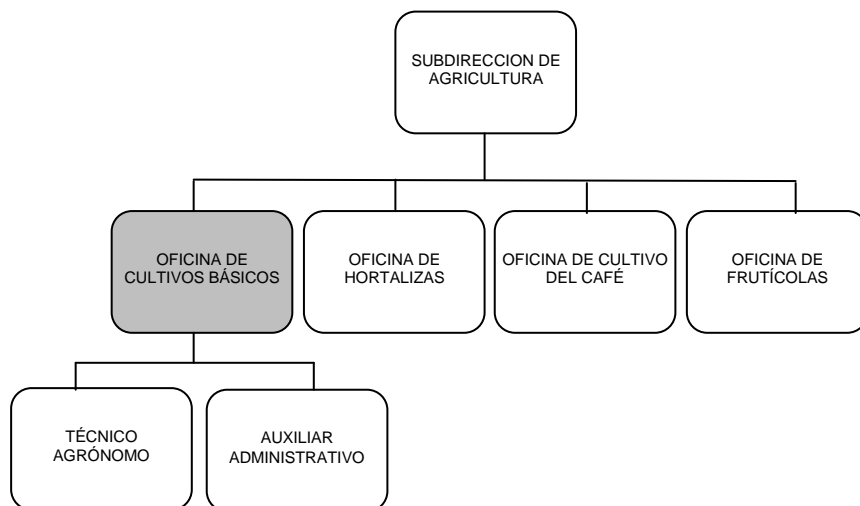 SUBDIRECCION DE
AGRICULTURA
OFICINA DE
CULTIVOS BÁSICOS
OFICINA DE
HORTALIZAS
OFICINA DE CULTIVO
DEL CAFÉ
OFICINA DE
FRUTÍCOLAS
TÉCNICO
AGRÓNOMO
AUXILIAR
ADMINISTRATIVO